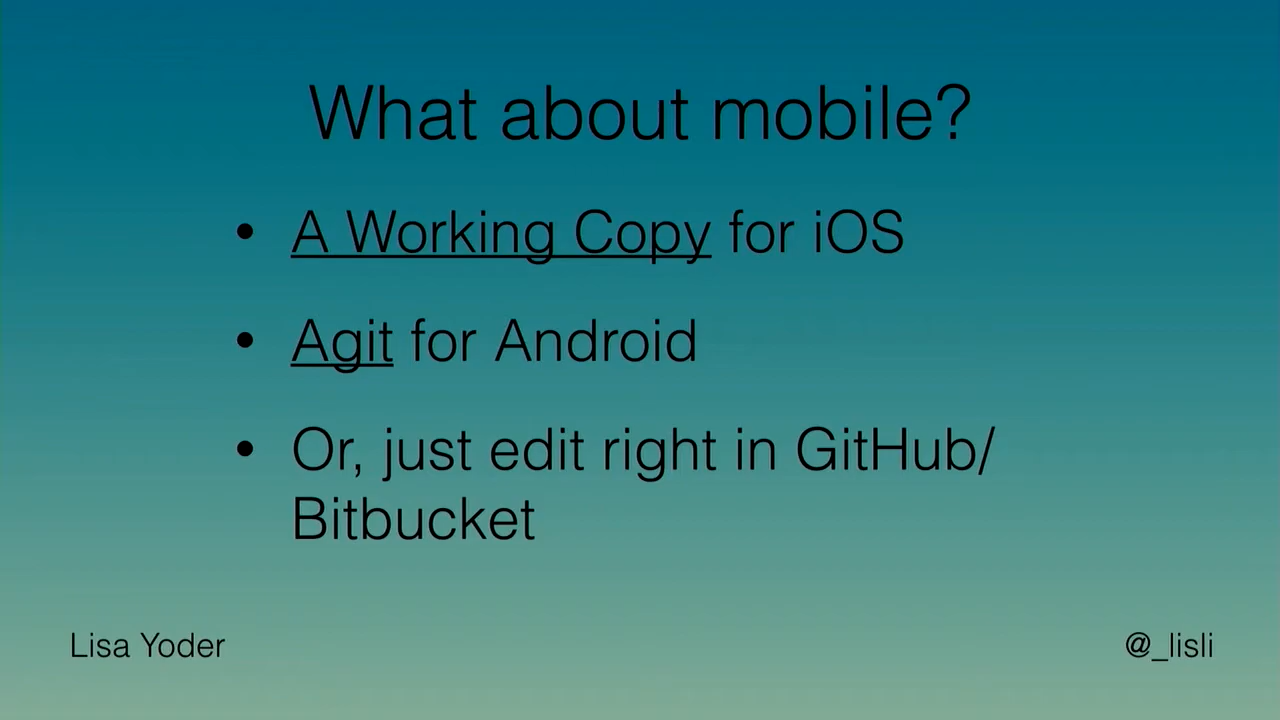 What about mobile?
• A Working Copy for iOS
• Agit for Android
• Or, just edit right in GitHub/
Bitbucket
Lisa Yoder
@_lisli